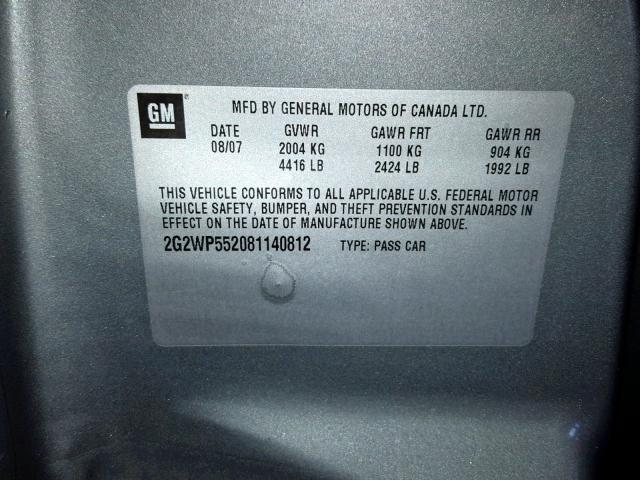 GM ®
MFD BY GENERAL MOTORS OF CANADA LTD.
DATE GVWR GAWR FRT GAWR RR
08/07 2004 KG 1100 KG 904 KG
4416 LB 2424 LB 1992 LB
THIS VEHICLE CONFORMS TO ALL APPLICABLE U.S. FEDERAL MOTOR
VEHICLE SAFETY, BUMPER, AND THEFT PREVENTION STANDARDS IN
EFFECT ON THE DATE OF MANUFACTURE SHOWN ABOVE.
2G2WP552081140812 TYPE: PASS CAR